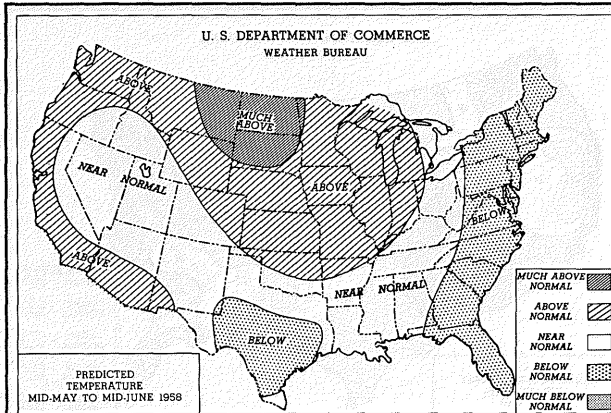 U. S. DEPARTMENT OF COMMERCE
WEATHER BUREAU
ABOVE
MUCH
ABOVE
NEAR NORMAL
ABOVE
BELOW
ABOVE
NEAR NORMAL
BELOW
MUCH ABOVE
NORMAL
ABOVE
NORMAL
NEAR
NORMAL
BELOW
NORMAL
MUCH BELOW
NORMAL
PREDICTED
TEMPERATURE
MID-MAY TO MID-JUNE 1958